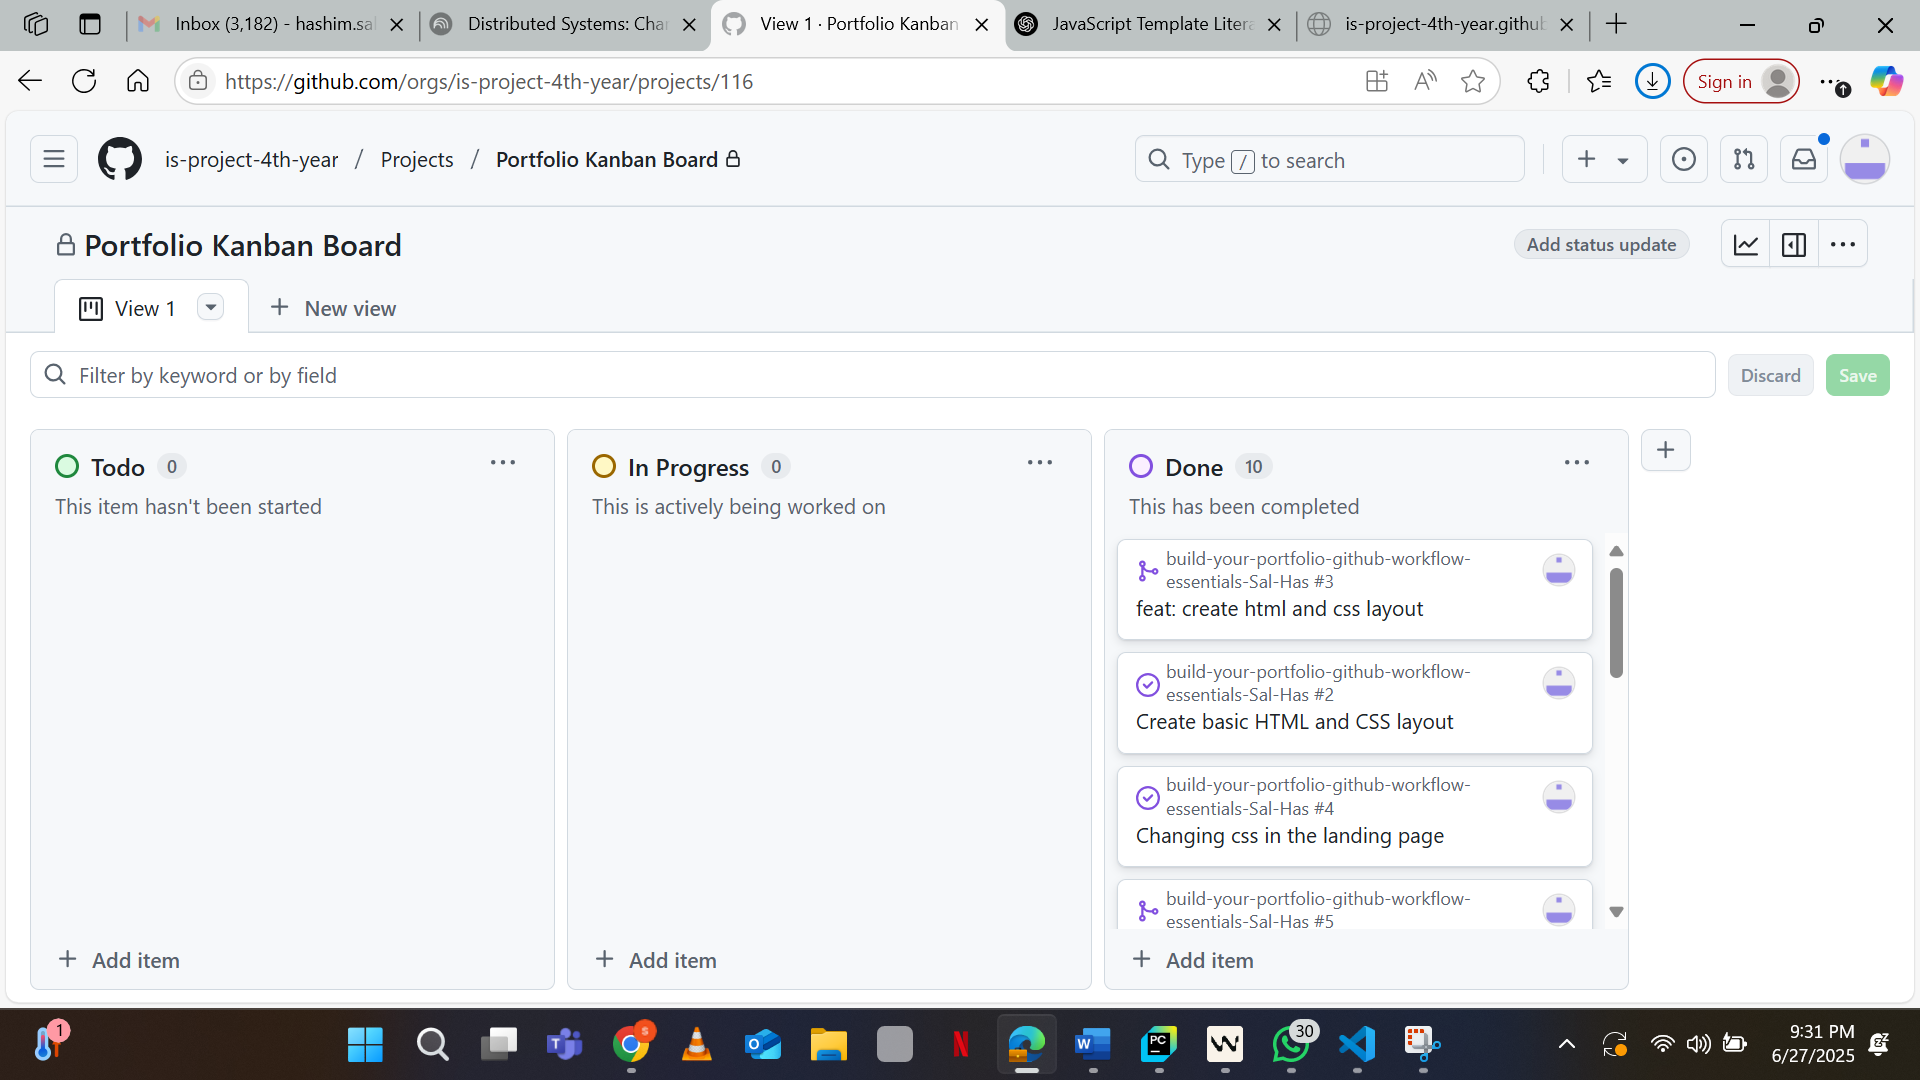 Inbox (3,182) - hashim.sal
Distributed Systems: Cha
View 1 · Portfolio Kanban
JavaScript Template Litera
is-project-4th-year.github
https://github.com/orgs/is-project-4th-year/projects/116
Sign in
is-project-4th-year / Projects / Portfolio Kanban Board
Type / to search
Portfolio Kanban Board
Add status update
View 1
New view
Filter by keyword or by field
Discard
Save
Todo 0
This item hasn't been started
Add item
In Progress 0
This is actively being worked on
Add item
Done 10
This has been completed
build-your-portfolio-github-workflow-
essentials-Sal-Has #3
feat: create html and css layout
build-your-portfolio-github-workflow-
essentials-Sal-Has #2
Create basic HTML and CSS layout
build-your-portfolio-github-workflow-
essentials-Sal-Has #4
Changing css in the landing page
build-your-portfolio-github-workflow-
essentials-Sal-Has #5
Add item
1
30
9:31 PM
6/27/2025